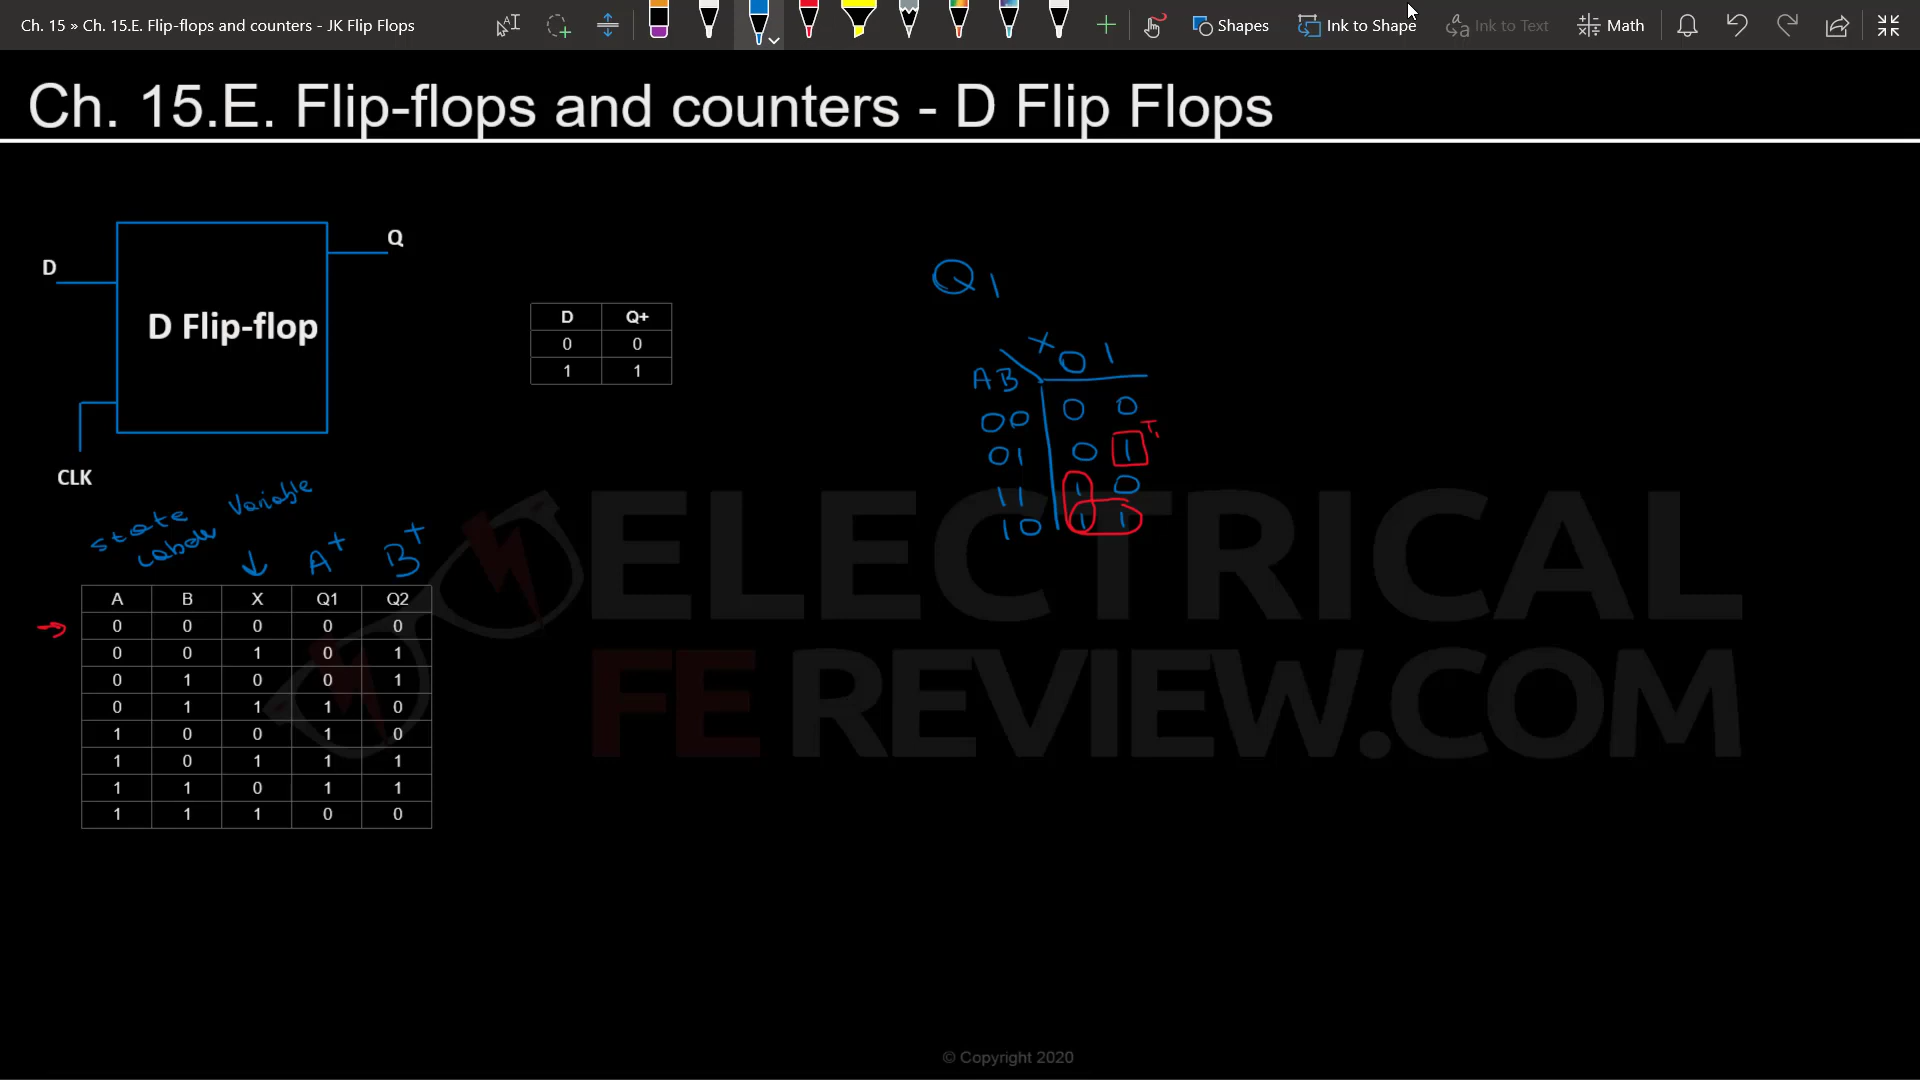 Ch. 15 » Ch. 15.E. Flip-flops and counters - JK Flip Flops
Shapes
Ink to Shape
Ink to Text
Math
Ch. 15.E. Flip-flops and counters - D Flip Flops
D
Q
D Flip-flop
CLK
D Q+
0 0
1 1
Q1
X 0 1
AB
00 0 0
01 0 1 T1
11 1 0
10 1 1
state Variable
↓ A+ B+
A B X Q1 Q2
0 0 0 0 0
0 0 1 0 1
0 1 0 0 1
0 1 1 1 0
1 0 0 1 0
1 0 1 1 1
1 1 0 1 1
1 1 1 0 0
ELECTRICAL
FE REVIEW.COM
© Copyright 2020